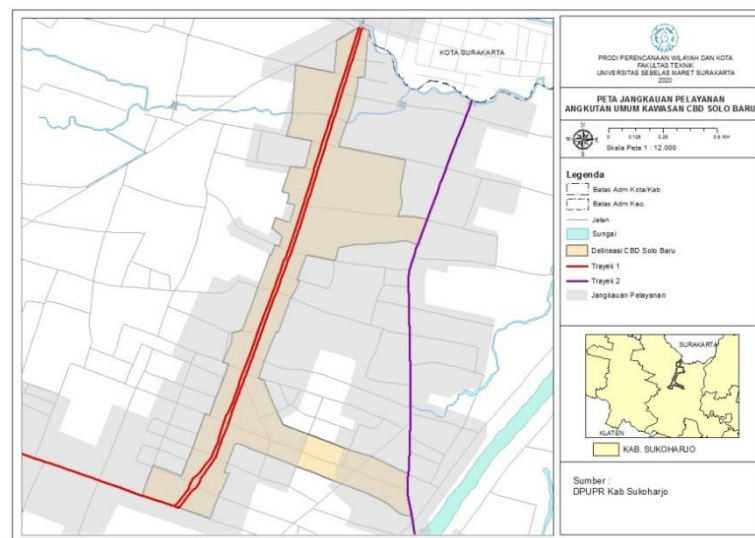 KOTA SURAKARTA
PRODI PERENCANAAN WILAYAH DAN KOTA
FAKULTAS TEKNIK
UNIVERSITAS SEBELAS MARET SURAKARTA
2020
PETA JANGKAUAN PELAYANAN
ANGKUTAN UMUM KAWASAN CBD SOLO BARU
Skala Peta 1 : 12.000
Legenda
Batas Adm Kota/Kab
Batas Adm Kec.
Jalan
Sungai
Delineasi CBD Solo Baru
Trayek 1
Trayek 2
Jangkauan Pelayanan
SURAKARTA
KLATEN
KAB. SUKOHARJO
Sumber :
DPUPR Kab Sukoharjo